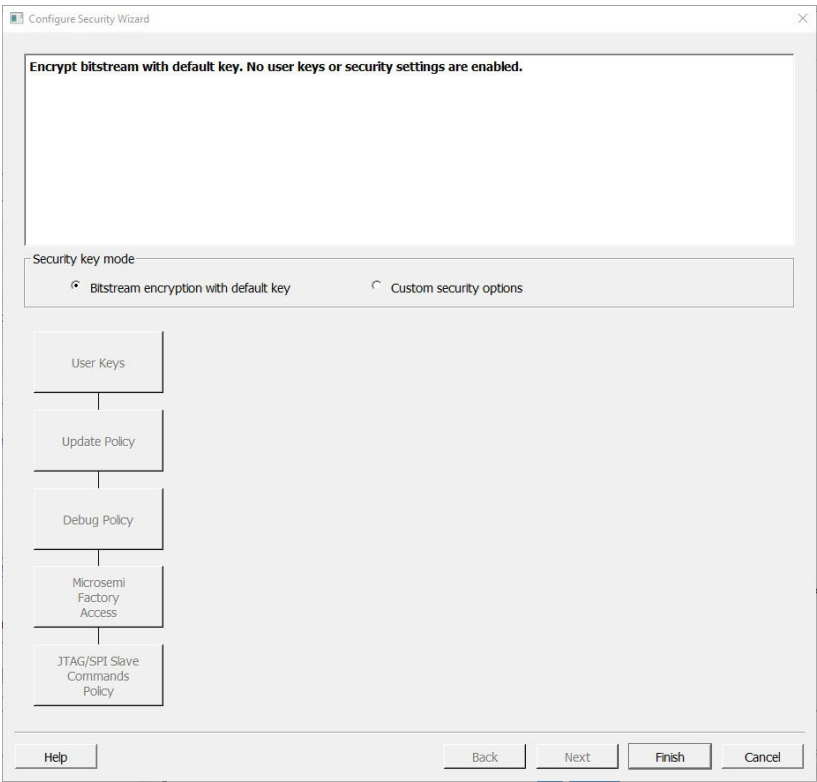 Configure Security Wizard
Encrypt bitstream with default key. No user keys or security settings are enabled.
Security key mode
Bitstream encryption with default key
Custom security options
User Keys
Update Policy
Debug Policy
Microsemi
Factory
Access
JTAG/SPI Slave
Commands
Policy
Help
Back
Next
Finish
Cancel